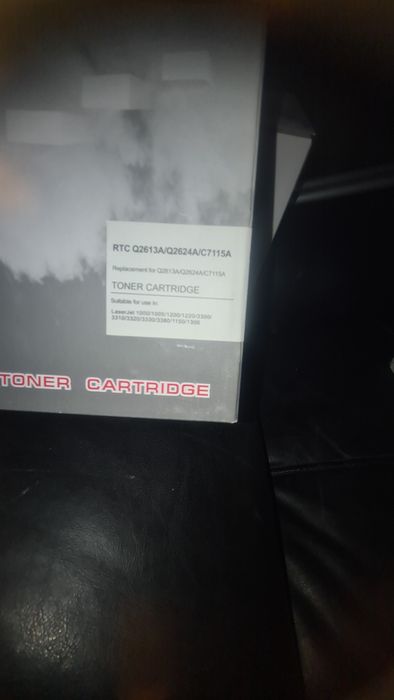 RTC Q2613A/Q2624A/C7115A
Replacement for Q2613A/Q2624A/C7115A
TONER CARTRIDGE
Suitable for use in:
LaserJet 1000/1005/1200/1220/3300/
3310/3320/3330/3380/1150/1300
TONER CARTRIDGE